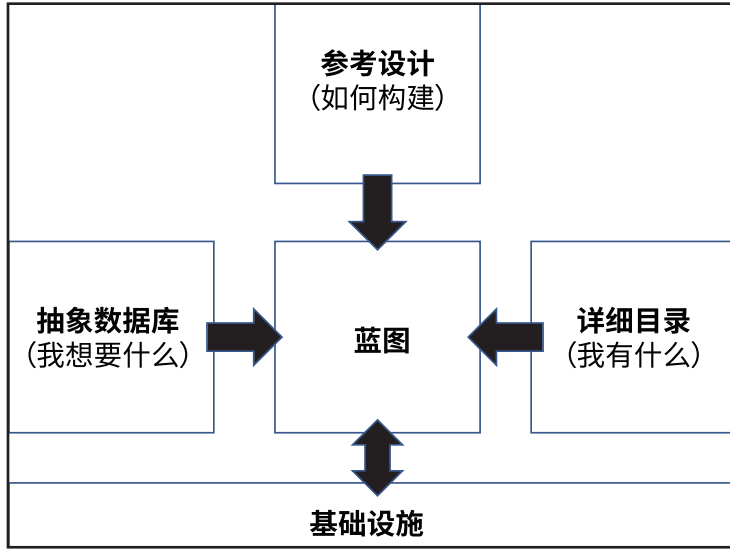 参考设计
（如何构建）
抽象数据库
（我想要什么）
蓝图
详细目录
（我有什么）
基础设施